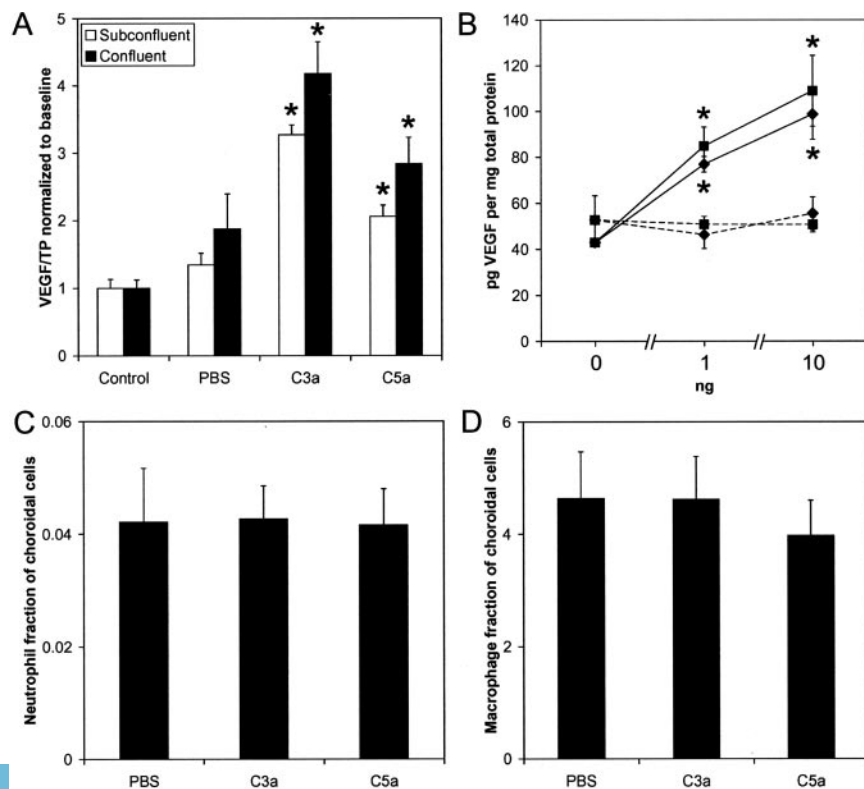 A
VEGF/TP normalized to baseline
5
4
3
2
1
0
Subconfluent
Confluent
*
*
*
*
Control PBS C3a C5a
B
pg VEGF per mg total protein
140
120
100
80
60
40
20
0
*
*
*
*
0 // 1 // 10
ng
C
Neutrophil fraction of choroidal cells
0.06
0.04
0.02
0
PBS C3a C5a
D
Macrophage fraction of choroidal cells
6
4
2
0
PBS C3a C5a